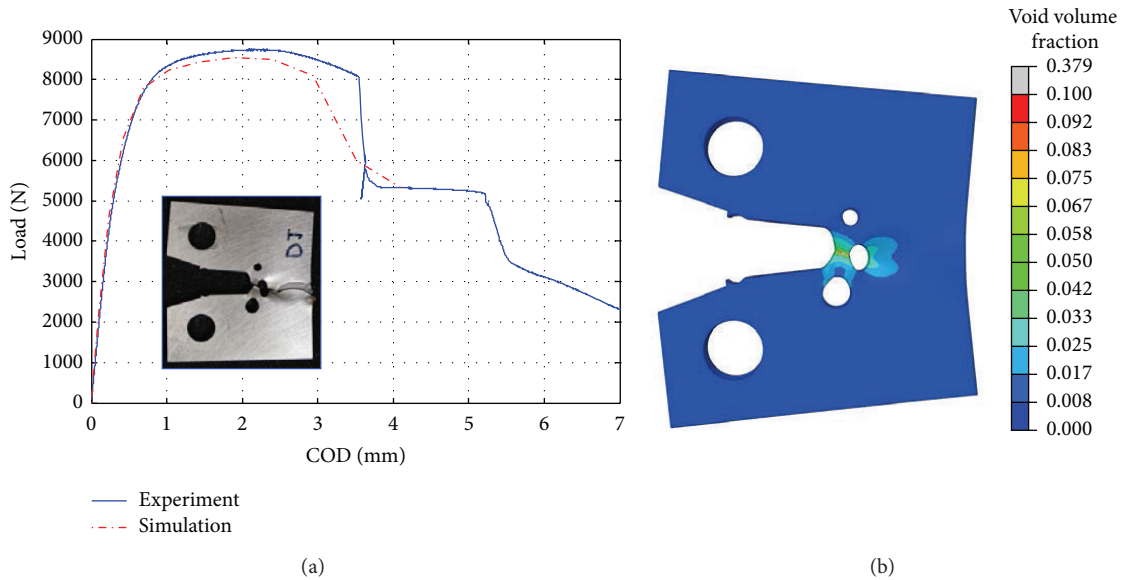 9000
8000
7000
6000
5000
4000
3000
2000
1000
0
Load (N)
DJ
0 1 2 3 4 5 6 7
COD (mm)
Experiment
Simulation
(a)
Void volume
fraction
0.379
0.100
0.092
0.083
0.075
0.067
0.058
0.050
0.042
0.033
0.025
0.017
0.008
0.000
(b)